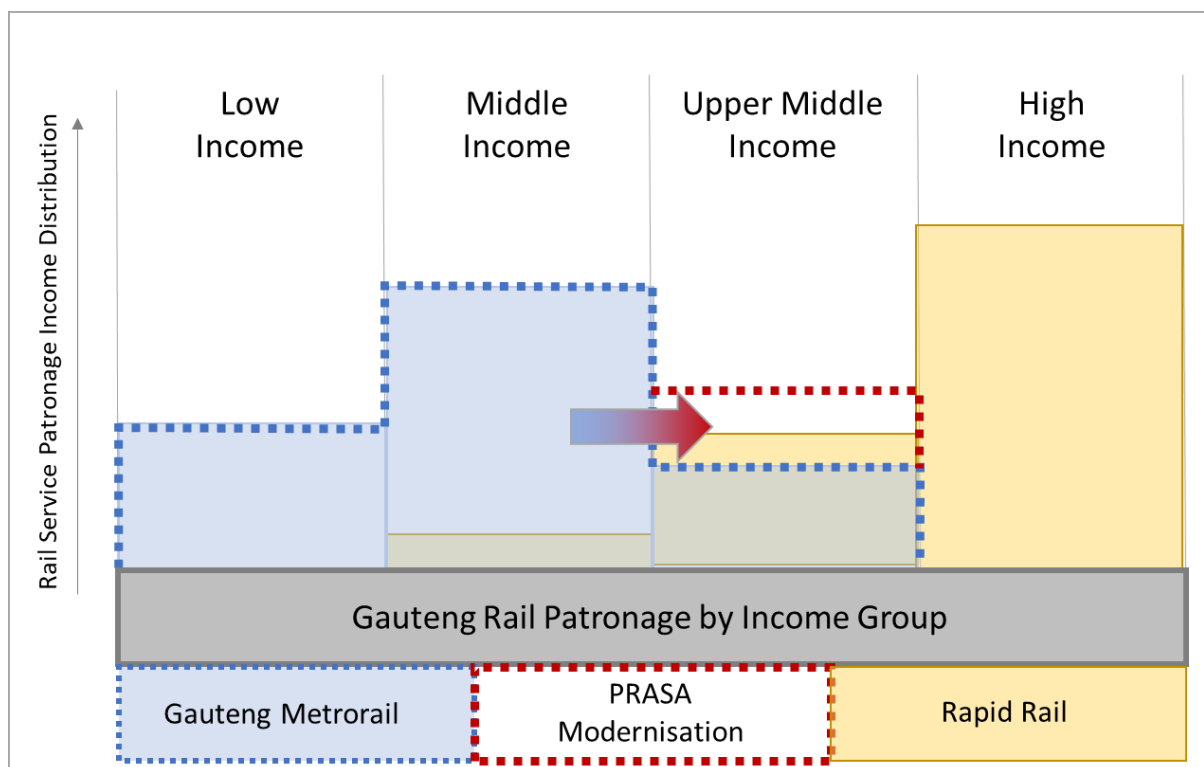 Low
Income
Middle
Income
Upper Middle
Income
High
Income
Rail Service Patronage Income Distribution
Gauteng Rail Patronage by Income Group
Gauteng Metrorail
PRASA
Modernisation
Rapid Rail